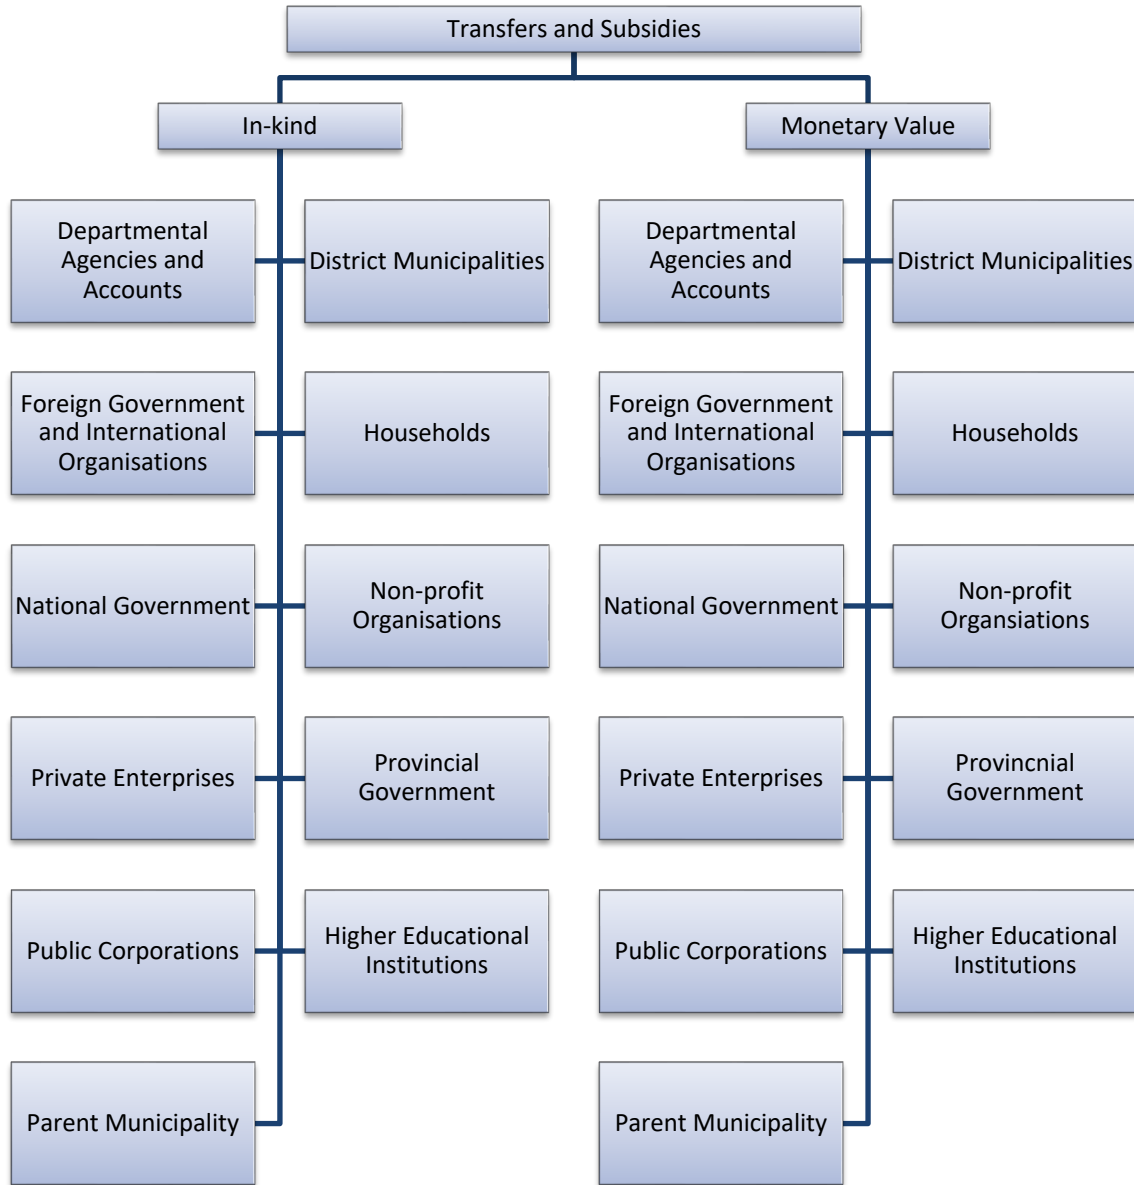 Transfers and Subsidies
In-kind
Monetary Value
Departmental
Agencies and
Accounts
District Municipalities
Departmental
Agencies and
Accounts
District Municipalities
Foreign Government
and International
Organisations
Households
Foreign Government
and International
Organisations
Households
National Government
Non-profit
Organisations
National Government
Non-profit
Organsiations
Private Enterprises
Provincial
Government
Private Enterprises
Provincnial
Government
Public Corporations
Higher Educational
Institutions
Public Corporations
Higher Educational
Institutions
Parent Municipality
Parent Municipality